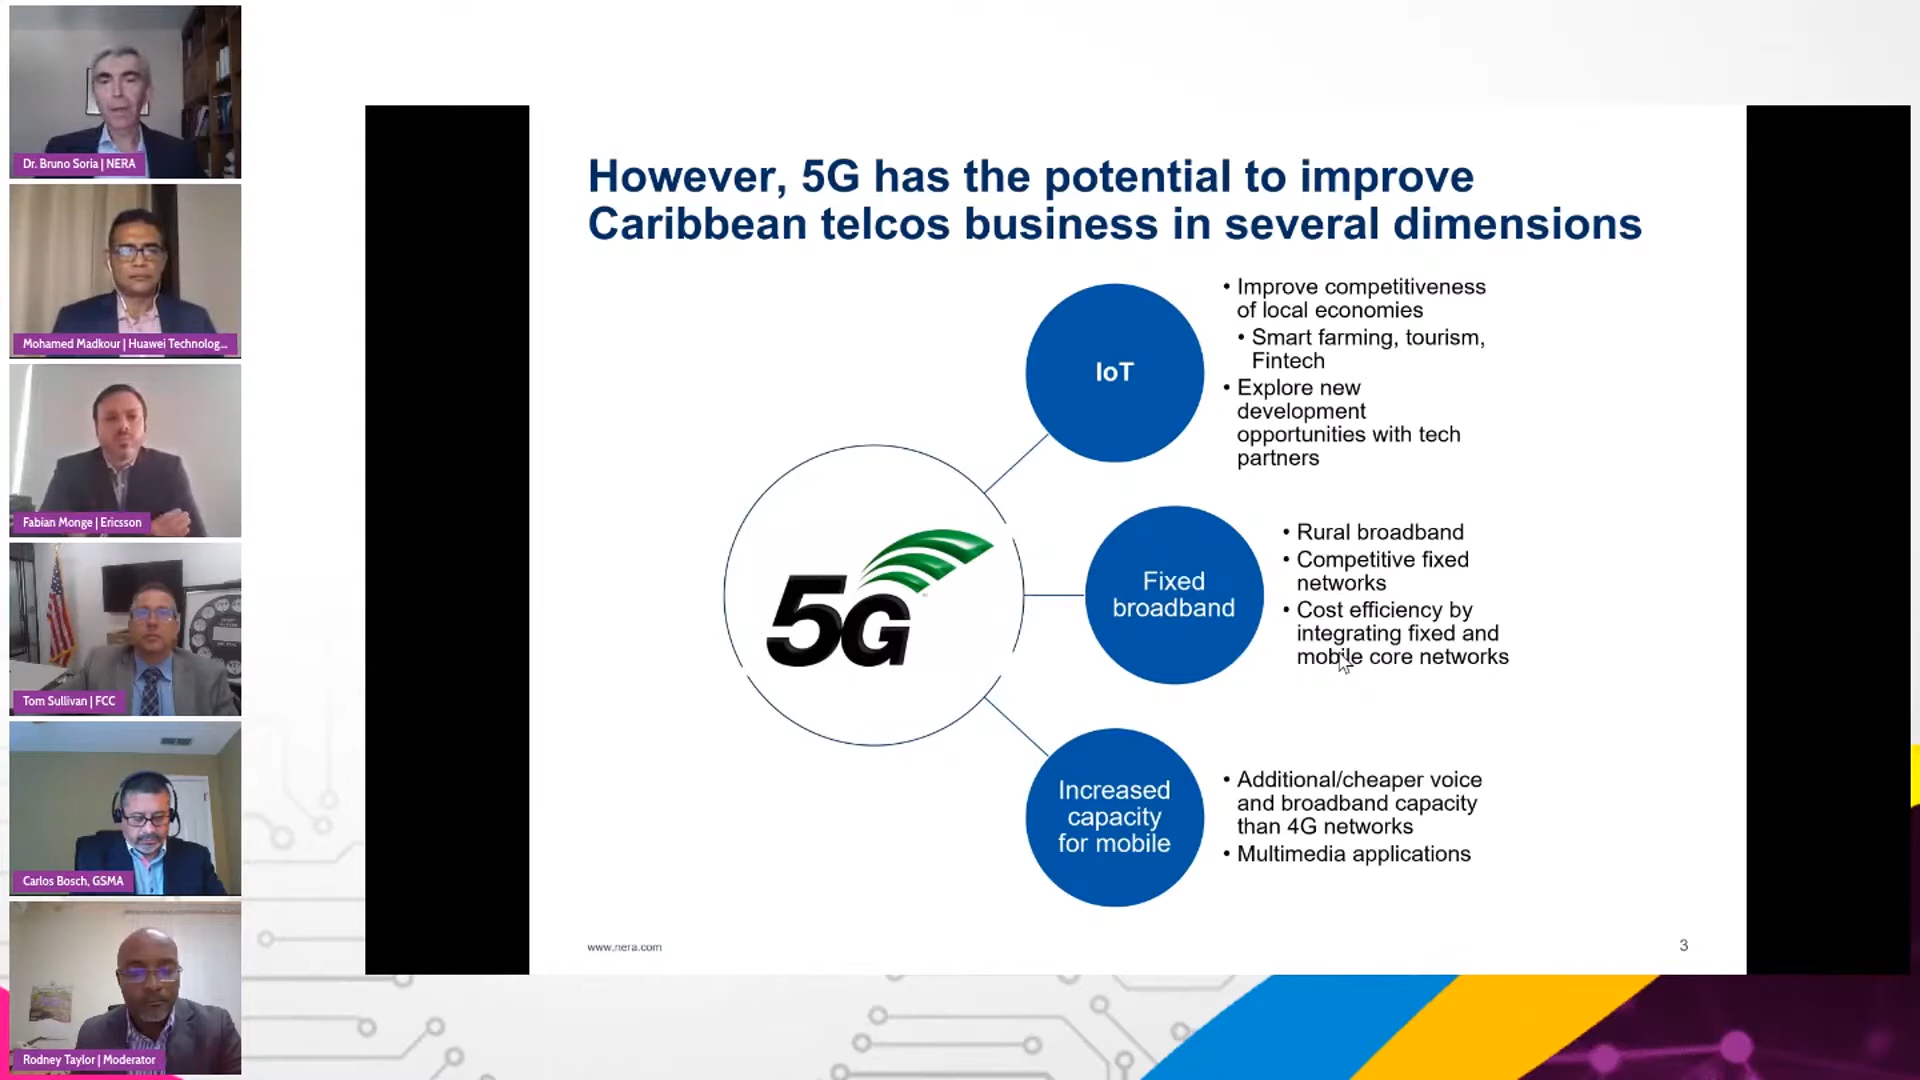 Dr. Bruno Soria | NERA
Mohamed Madkour | Huawei Technolog...
Fabian Monge | Ericsson
Tom Sullivan | FCC
Carlos Bosch, GSMA
Rodney Taylor | Moderator
However, 5G has the potential to improve
Caribbean telcos business in several dimensions
5G
IoT
• Improve competitiveness
of local economies
• Smart farming, tourism,
Fintech
• Explore new
development
opportunities with tech
partners
Fixed
broadband
• Rural broadband
• Competitive fixed
networks
• Cost efficiency by
integrating fixed and
mobile core networks
Increased
capacity
for mobile
• Additional/cheaper voice
and broadband capacity
than 4G networks
• Multimedia applications
www.nera.com
3